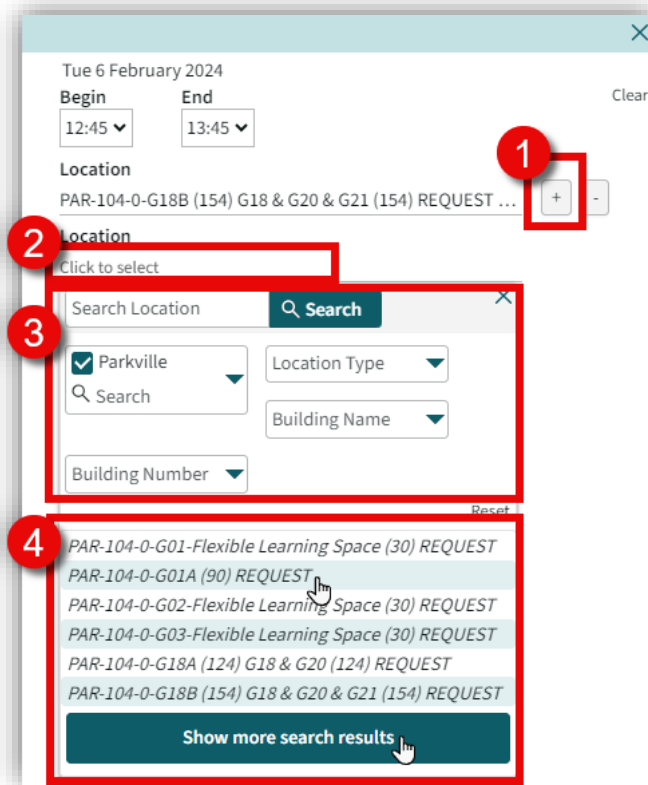 Tue 6 February 2024
Begin End
Clear
12:45 13:45
1
Location
PAR-104-0-G18B (154) G18 & G20 & G21 (154) REQUEST ... + -
2
Location
Click to select
3
Search Location Search
Parkville Location Type
Search
Building Name
Building Number
Reset
4
PAR-104-0-G01-Flexible Learning Space (30) REQUEST
PAR-104-0-G01A (90) REQUEST
PAR-104-0-G02-Flexible Learning Space (30) REQUEST
PAR-104-0-G03-Flexible Learning Space (30) REQUEST
PAR-104-0-G18A (124) G18 & G20 (124) REQUEST
PAR-104-0-G18B (154) G18 & G20 & G21 (154) REQUEST
Show more search results